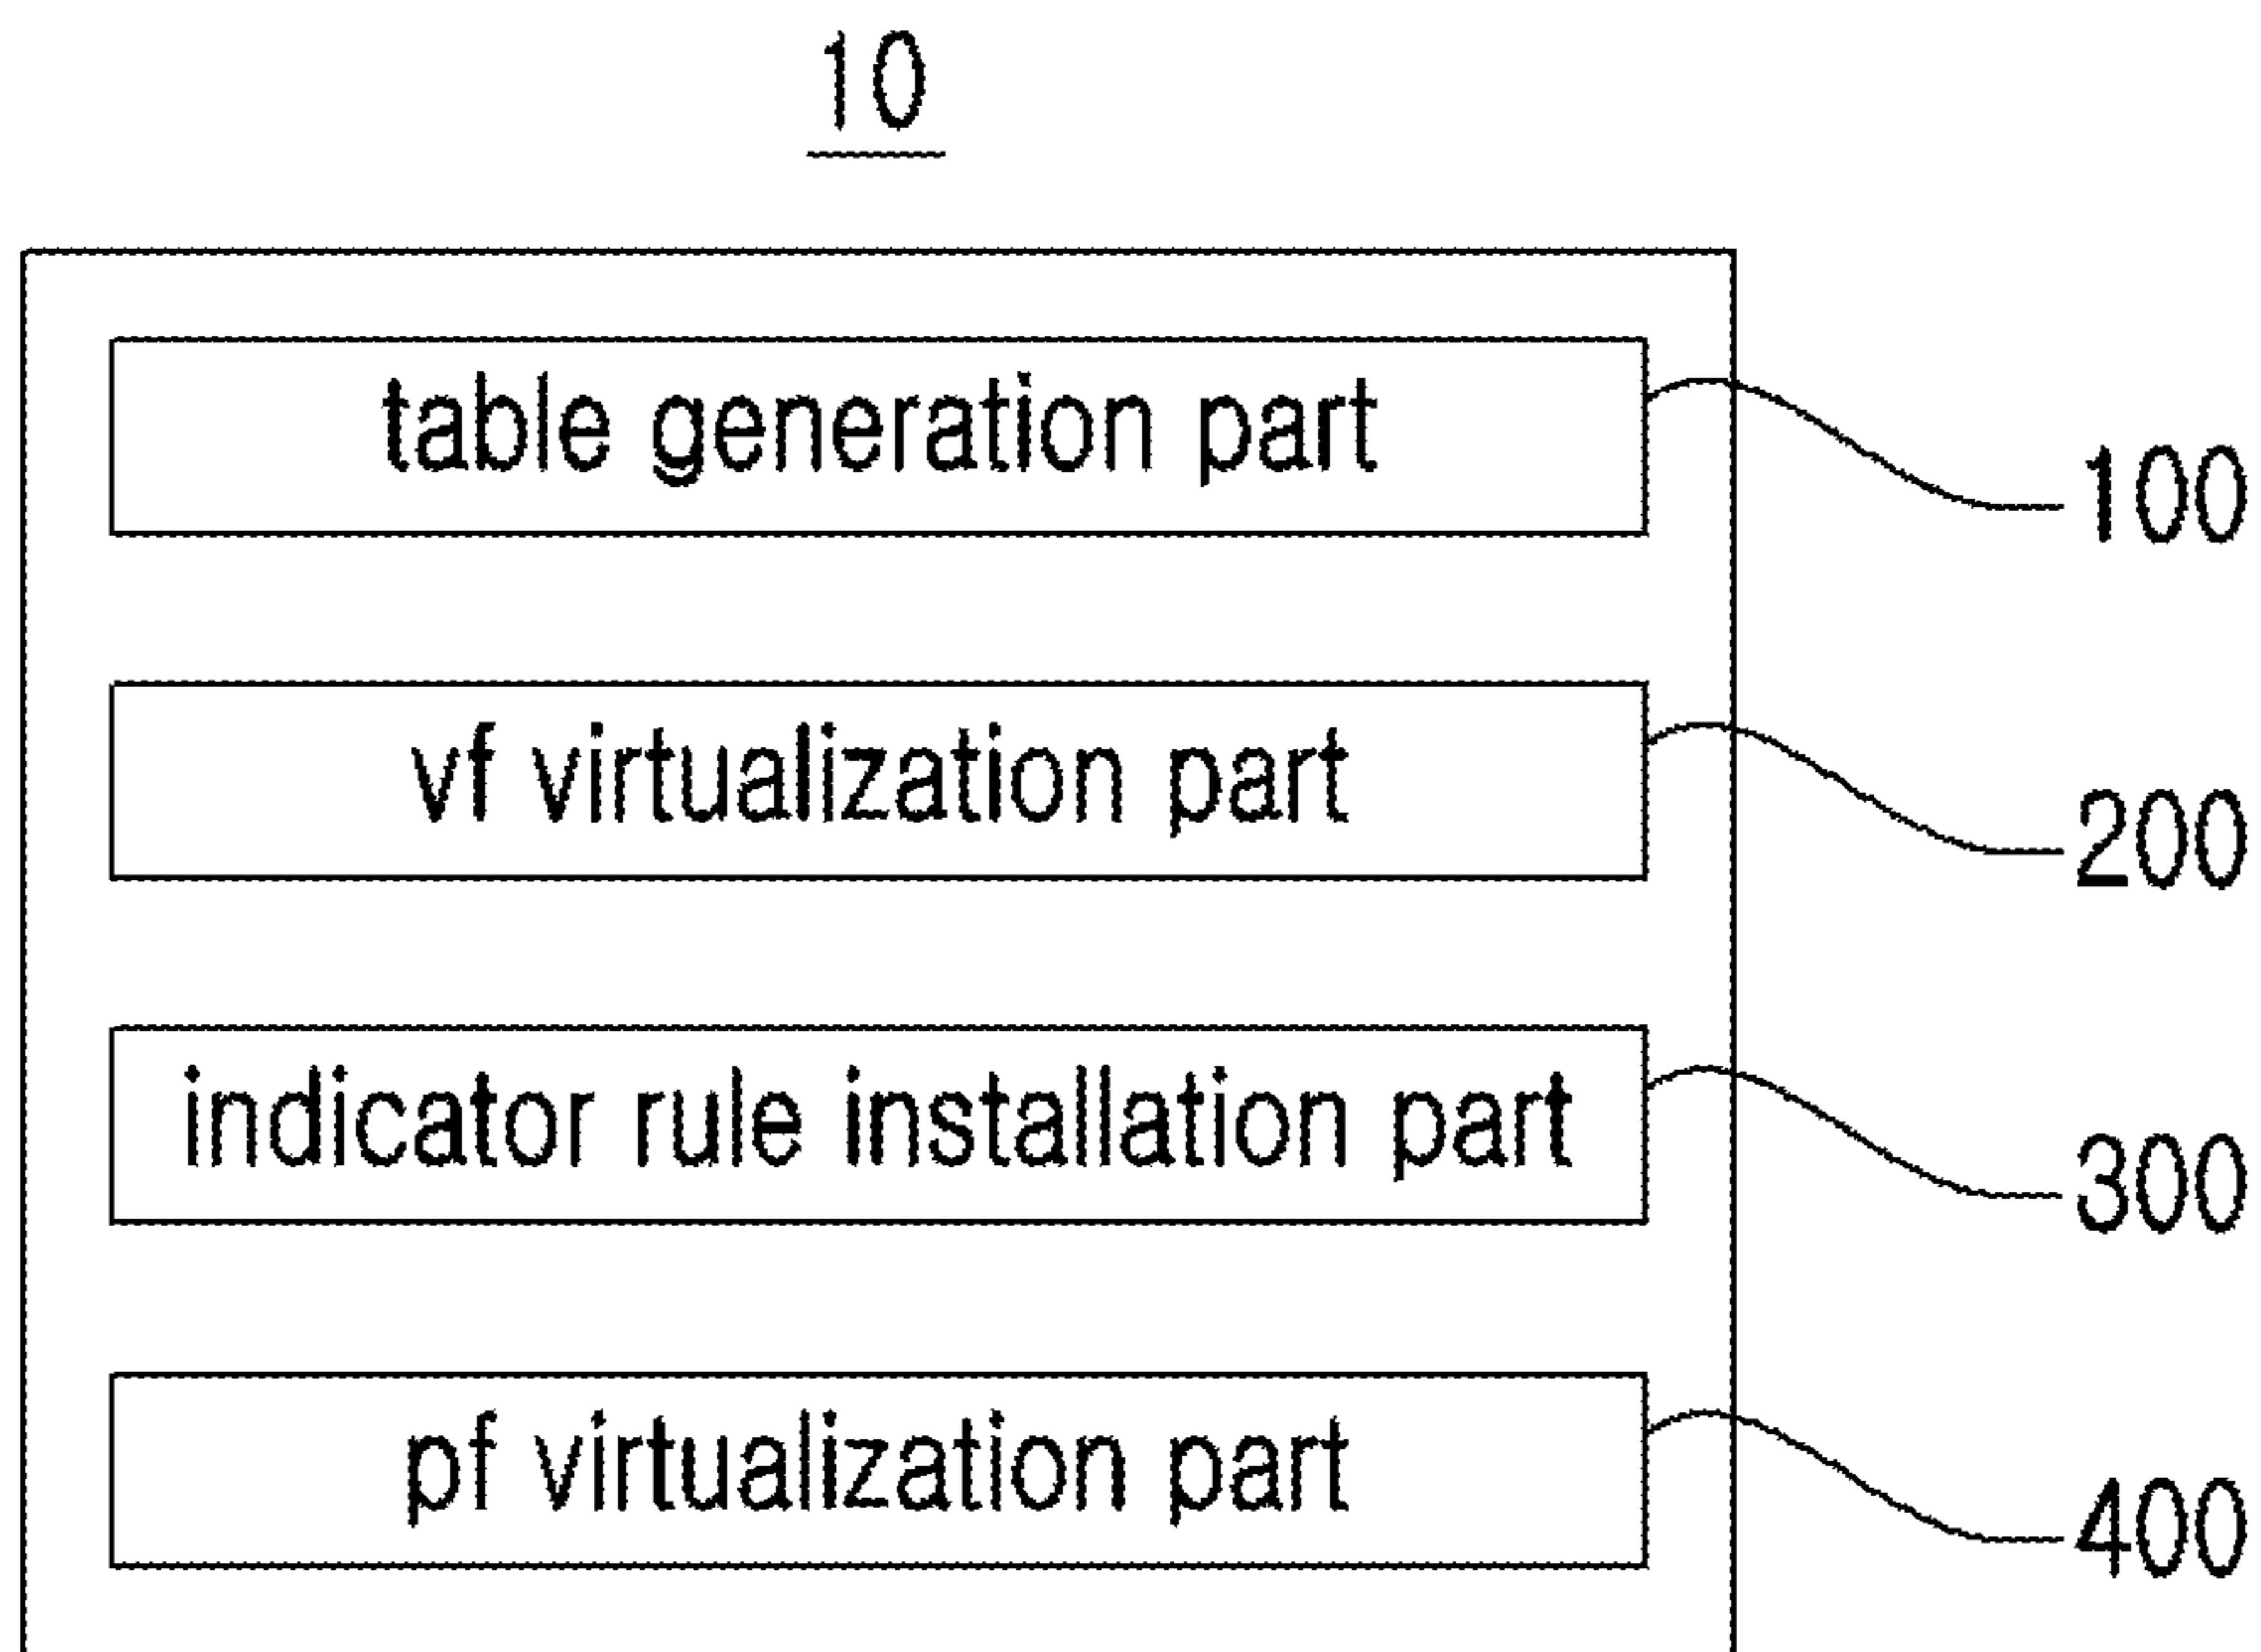 10
table generation part
100
vf virtualization part
200
indicator rule installation part
300
pf virtualization part
400